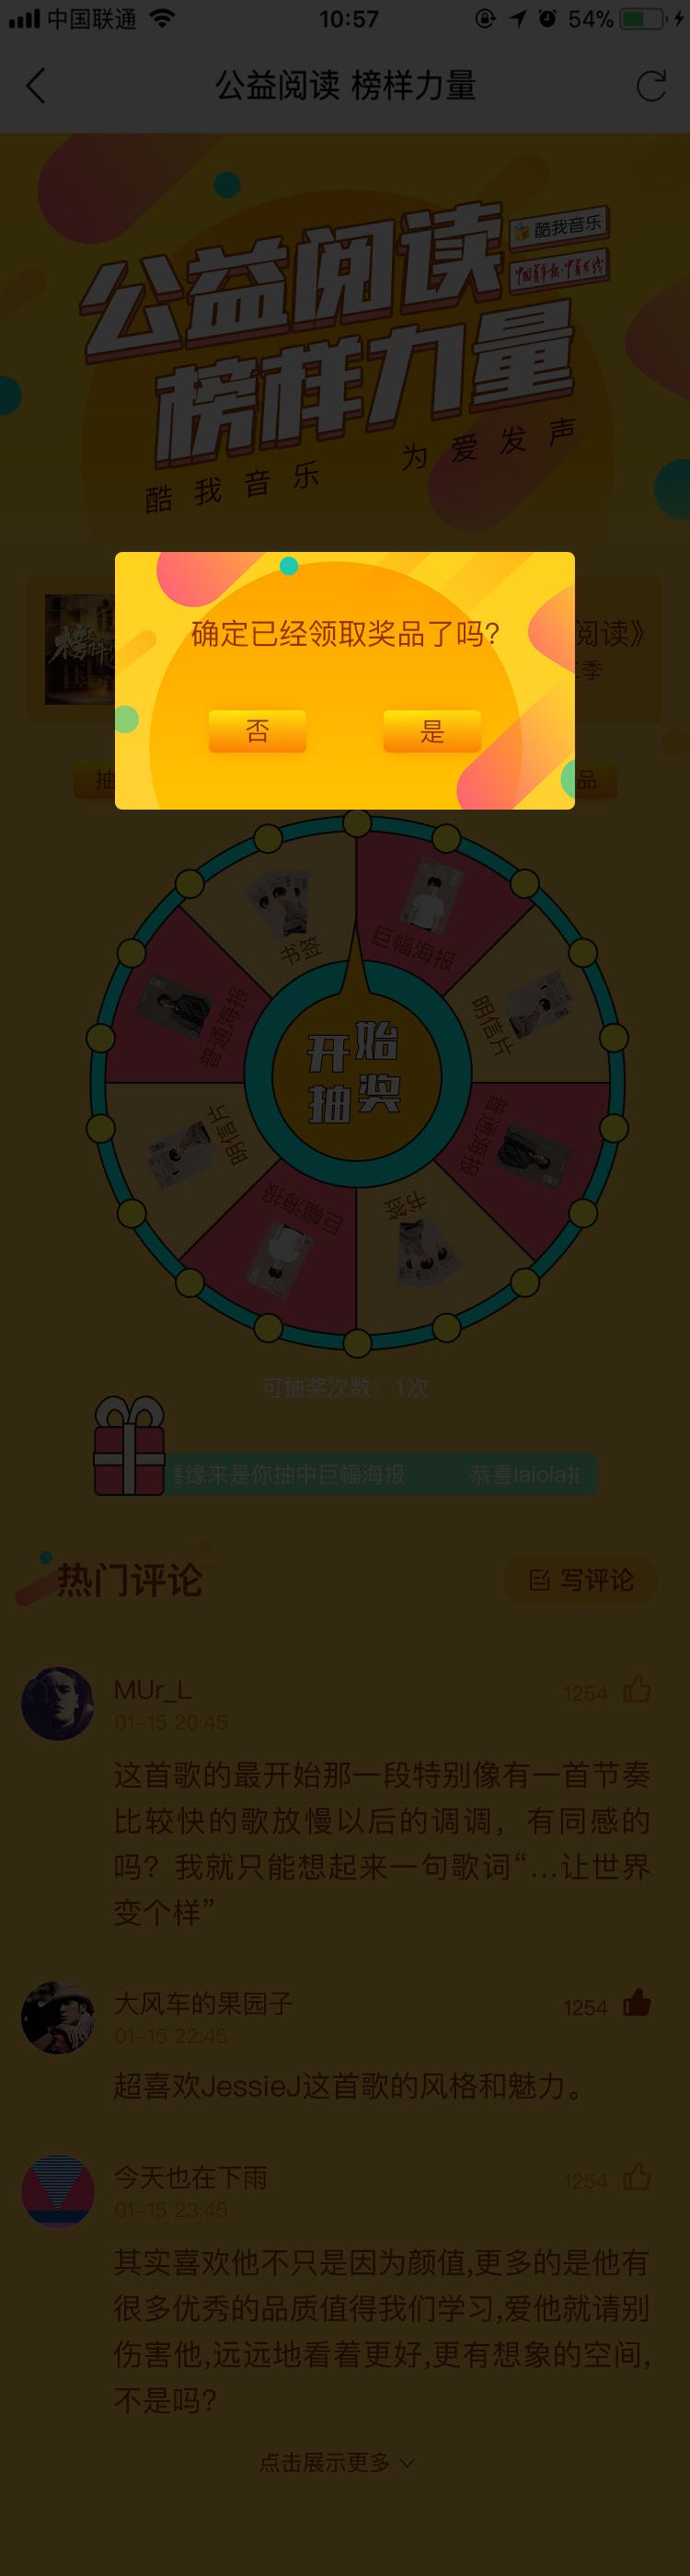 中国联通
10:57
54%
公益阅读 榜样力量
公益阅读
酷我音乐
中国青年报·中青在线
榜样力量
酷我音乐 为爱发声
阅读》
季
确定已经领取奖品了吗?
否
是
抽
品
书签
巨幅海报
普通海报
明信片
开始
抽奖
明信片
普通海报
巨幅海报
书签
可抽奖次数：1次
缘来是你抽中巨幅海报
恭喜lalola
热门评论
写评论
MUr_L
1254
01-15 20:45
这首歌的最开始那一段特别像有一首节奏
比较快的歌放慢以后的调调，有同感的
吗？我就只能想起来一句歌词“…让世界
变个样”
大风车的果园子
1254
01-15 22:45
超喜欢JessieJ这首歌的风格和魅力。
今天也在下雨
1254
01-15 23:45
其实喜欢他不只是因为颜值,更多的是他有
很多优秀的品质值得我们学习,爱他就请别
伤害他,远远地看着更好,更有想象的空间,
不是吗?
点击展示更多